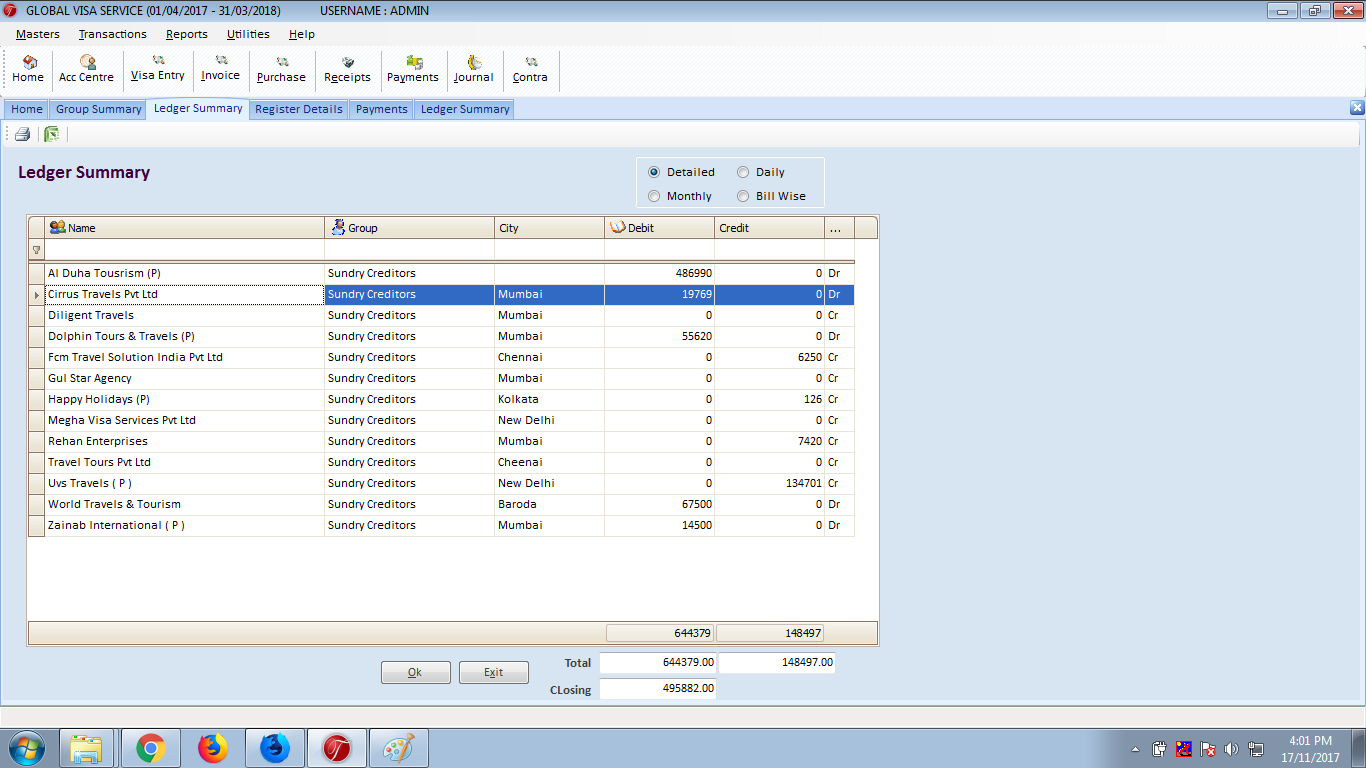 GLOBAL VISA SERVICE (01/04/2017 - 31/03/2018) USERNAME : ADMIN
Masters Transactions Reports Utilities Help
Home Acc Centre Visa Entry Invoice Purchase Receipts Payments Journal Contra
Home Group Summary Ledger Summary Register Details Payments Ledger Summary
Ledger Summary
Detailed Daily
Monthly Bill Wise
Name Group City Debit Credit ...
Al Duha Tousrism (P) Sundry Creditors 486990 0 Dr
Cirrus Travels Pvt Ltd Sundry Creditors Mumbai 19769 0 Dr
Diligent Travels Sundry Creditors Mumbai 0 0 Cr
Dolphin Tours & Travels (P) Sundry Creditors Mumbai 55620 0 Dr
Fcm Travel Solution India Pvt Ltd Sundry Creditors Chennai 0 6250 Cr
Gul Star Agency Sundry Creditors Mumbai 0 0 Cr
Happy Holidays (P) Sundry Creditors Kolkata 0 126 Cr
Megha Visa Services Pvt Ltd Sundry Creditors New Delhi 0 0 Cr
Rehan Enterprises Sundry Creditors Mumbai 0 7420 Cr
Travel Tours Pvt Ltd Sundry Creditors Cheenai 0 0 Cr
Uvs Travels ( P ) Sundry Creditors New Delhi 0 134701 Cr
World Travels & Tourism Sundry Creditors Baroda 67500 0 Dr
Zainab International ( P ) Sundry Creditors Mumbai 14500 0 Dr
644379 148497
Ok Exit Total 644379.00 148497.00
CLosing 495882.00
4:01 PM
17/11/2017